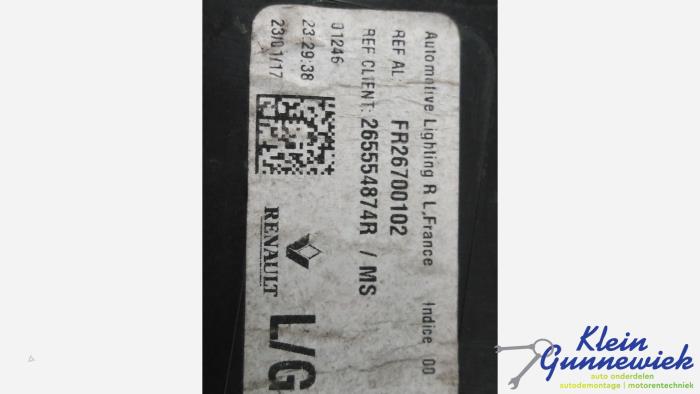 Automotive Lighting R L,France Indice 00
REF AL: FR26700102
REF CLIENT: 265554874R / MS
01246
23:29:38
23/01/17
RENAULT
L/G
Klein
Gunnewiek
auto onderdelen
autodemontage | motorentechniek